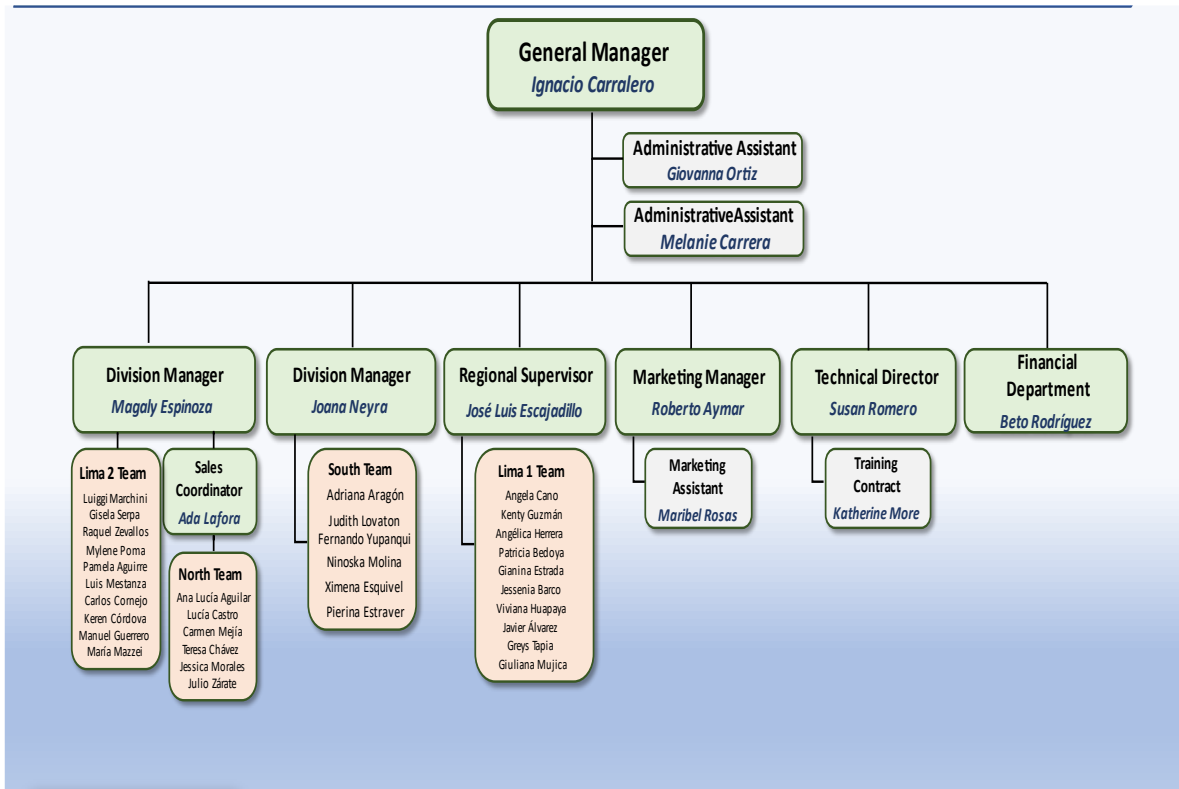 General Manager
Ignacio Carralero
Administrative Assistant
Giovanna Ortiz
AdministrativeAssistant
Melanie Carrera
Division Manager
Magaly Espinoza
Division Manager
Joana Neyra
Regional Supervisor
José Luis Escajadillo
Marketing Manager
Roberto Aymar
Technical Director
Susan Romero
Financial
Department
Beto Rodríguez
Lima 2 Team
Luiggi Marchini
Gisela Serpa
Raquel Zevallos
Mylene Poma
Pamela Aguirre
Luis Mestanza
Carlos Cornejo
Keren Córdova
Manuel Guerrero
María Mazzei
Sales
Coordinator
Ada Lafora
North Team
Ana Lucía Aguilar
Lucía Castro
Carmen Mejía
Teresa Chávez
Jessica Morales
Julio Zárate
South Team
Adriana Aragón
Judith Lovaton
Fernando Yupanqui
Ninoska Molina
Ximena Esquivel
Pierina Estraver
Lima 1 Team
Angela Cano
Kenty Guzmán
Angélica Herrera
Patricia Bedoya
Gianina Estrada
Jessenia Barco
Viviana Huapaya
Javier Álvarez
Greys Tapia
Giuliana Mujica
Marketing
Assistant
Maribel Rosas
Training
Contract
Katherine More